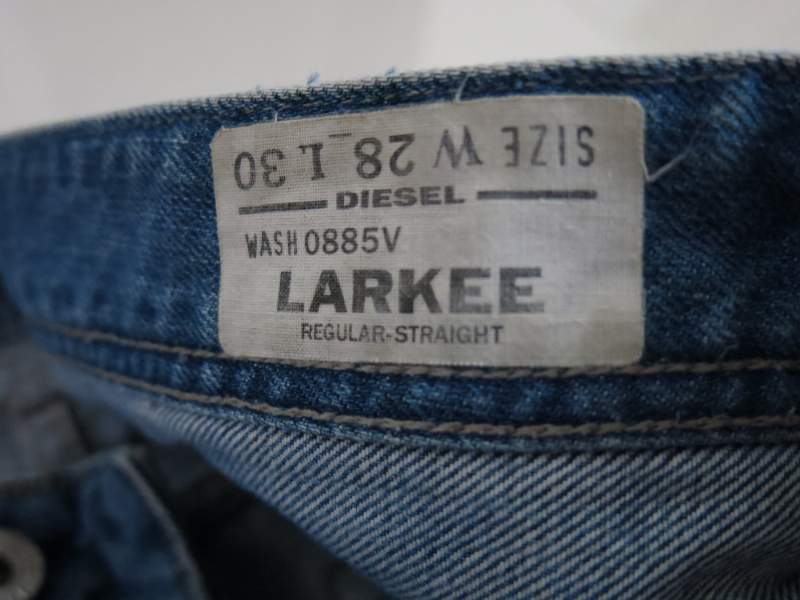 SIZE W 28 L 30
DIESEL
WASH 0885V
LARKEE
REGULAR-STRAIGHT